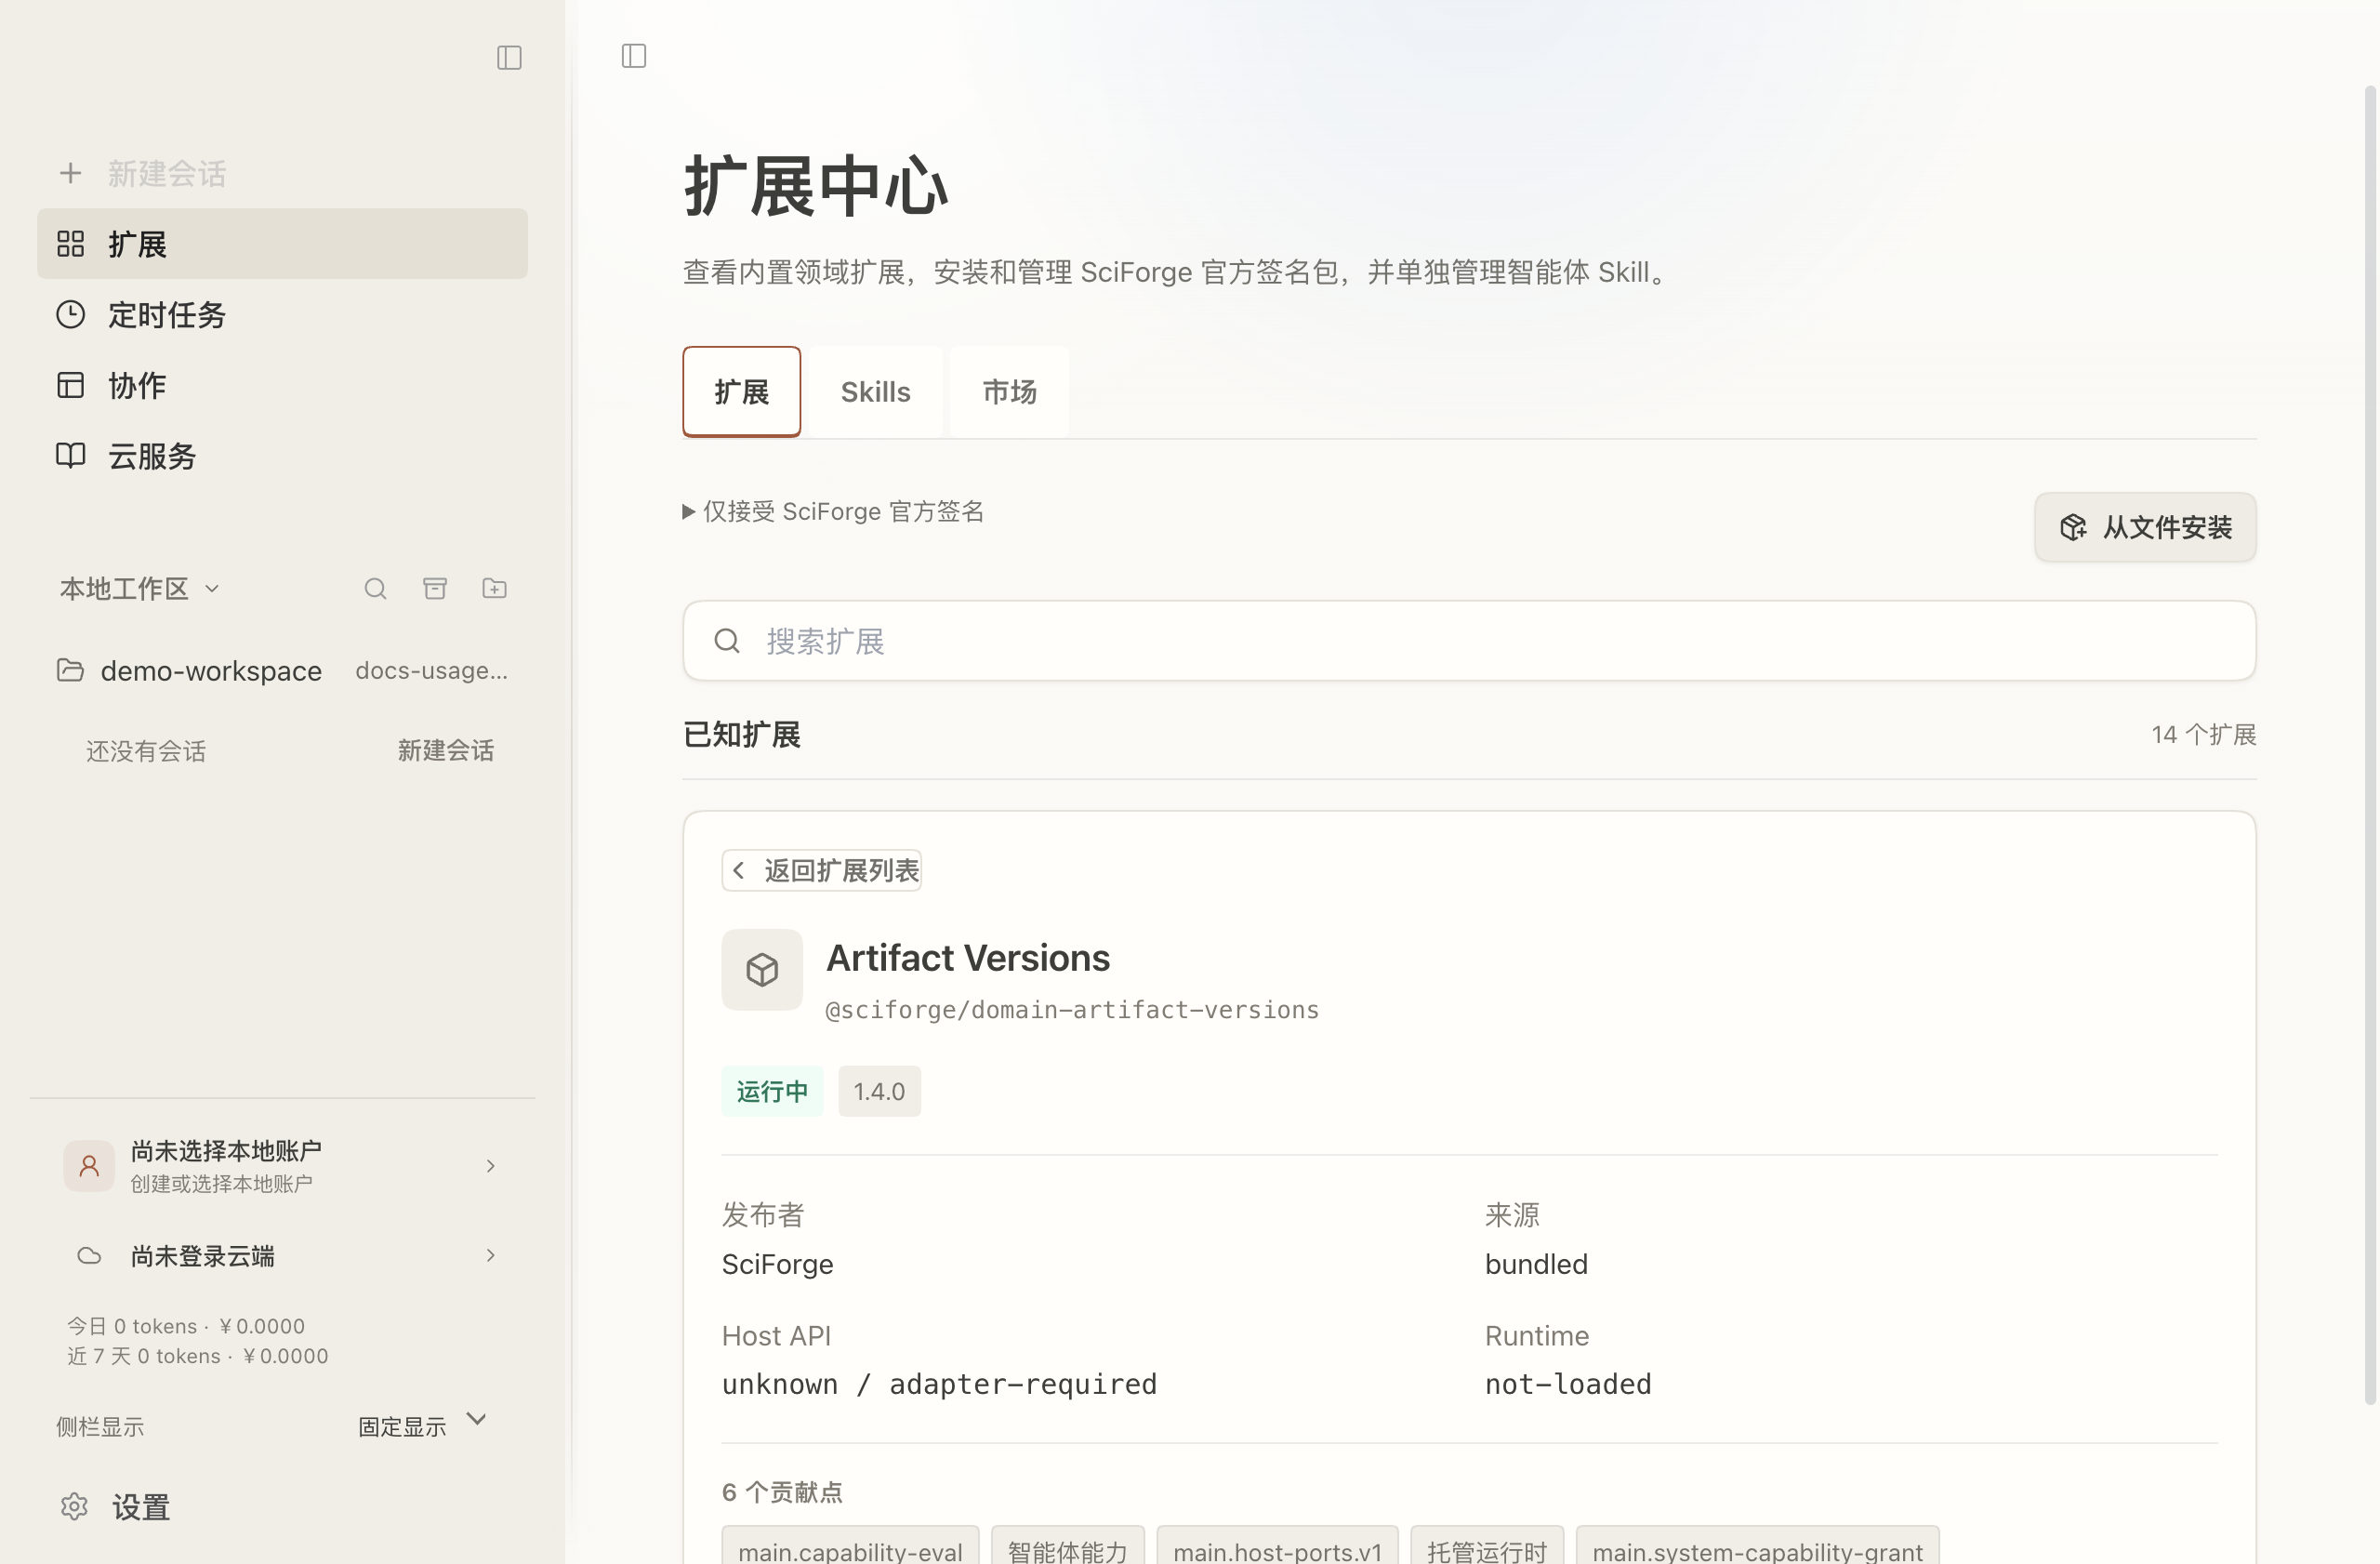 新建会话
扩展
定时任务
协作
云服务
本地工作区
demo-workspace docs-usage...
还没有会话 新建会话
尚未选择本地账户
创建或选择本地账户
尚未登录云端
今日 0 tokens · ¥0.0000
近 7 天 0 tokens · ¥0.0000
侧栏显示 固定显示
设置
扩展中心
查看内置领域扩展，安装和管理 SciForge 官方签名包，并单独管理智能体 Skill。
扩展 Skills 市场
仅接受 SciForge 官方签名
从文件安装
搜索扩展
已知扩展 14 个扩展
返回扩展列表
Artifact Versions
@sciforge/domain-artifact-versions
运行中 1.4.0
发布者 来源
SciForge bundled
Host API Runtime
unknown / adapter-required not-loaded
6 个贡献点
main.capability-eval 智能体能力 main.host-ports.v1 托管运行时 main.system-capability-grant